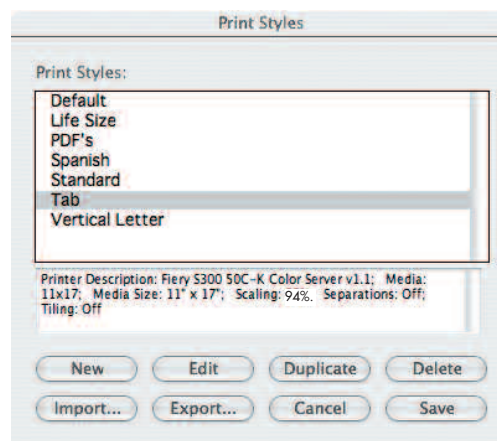 Print Styles
Print Styles:
Default
Life Size
PDF's
Spanish
Standard
Tab
Vertical Letter
Printer Description: Fiery S300 50C-K Color Server v1.1; Media:
11x17; Media Size: 11" x 17"; Scaling: 94%. Separations: Off;
Tiling: Off
New Edit Duplicate Delete
Import... Export... Cancel Save